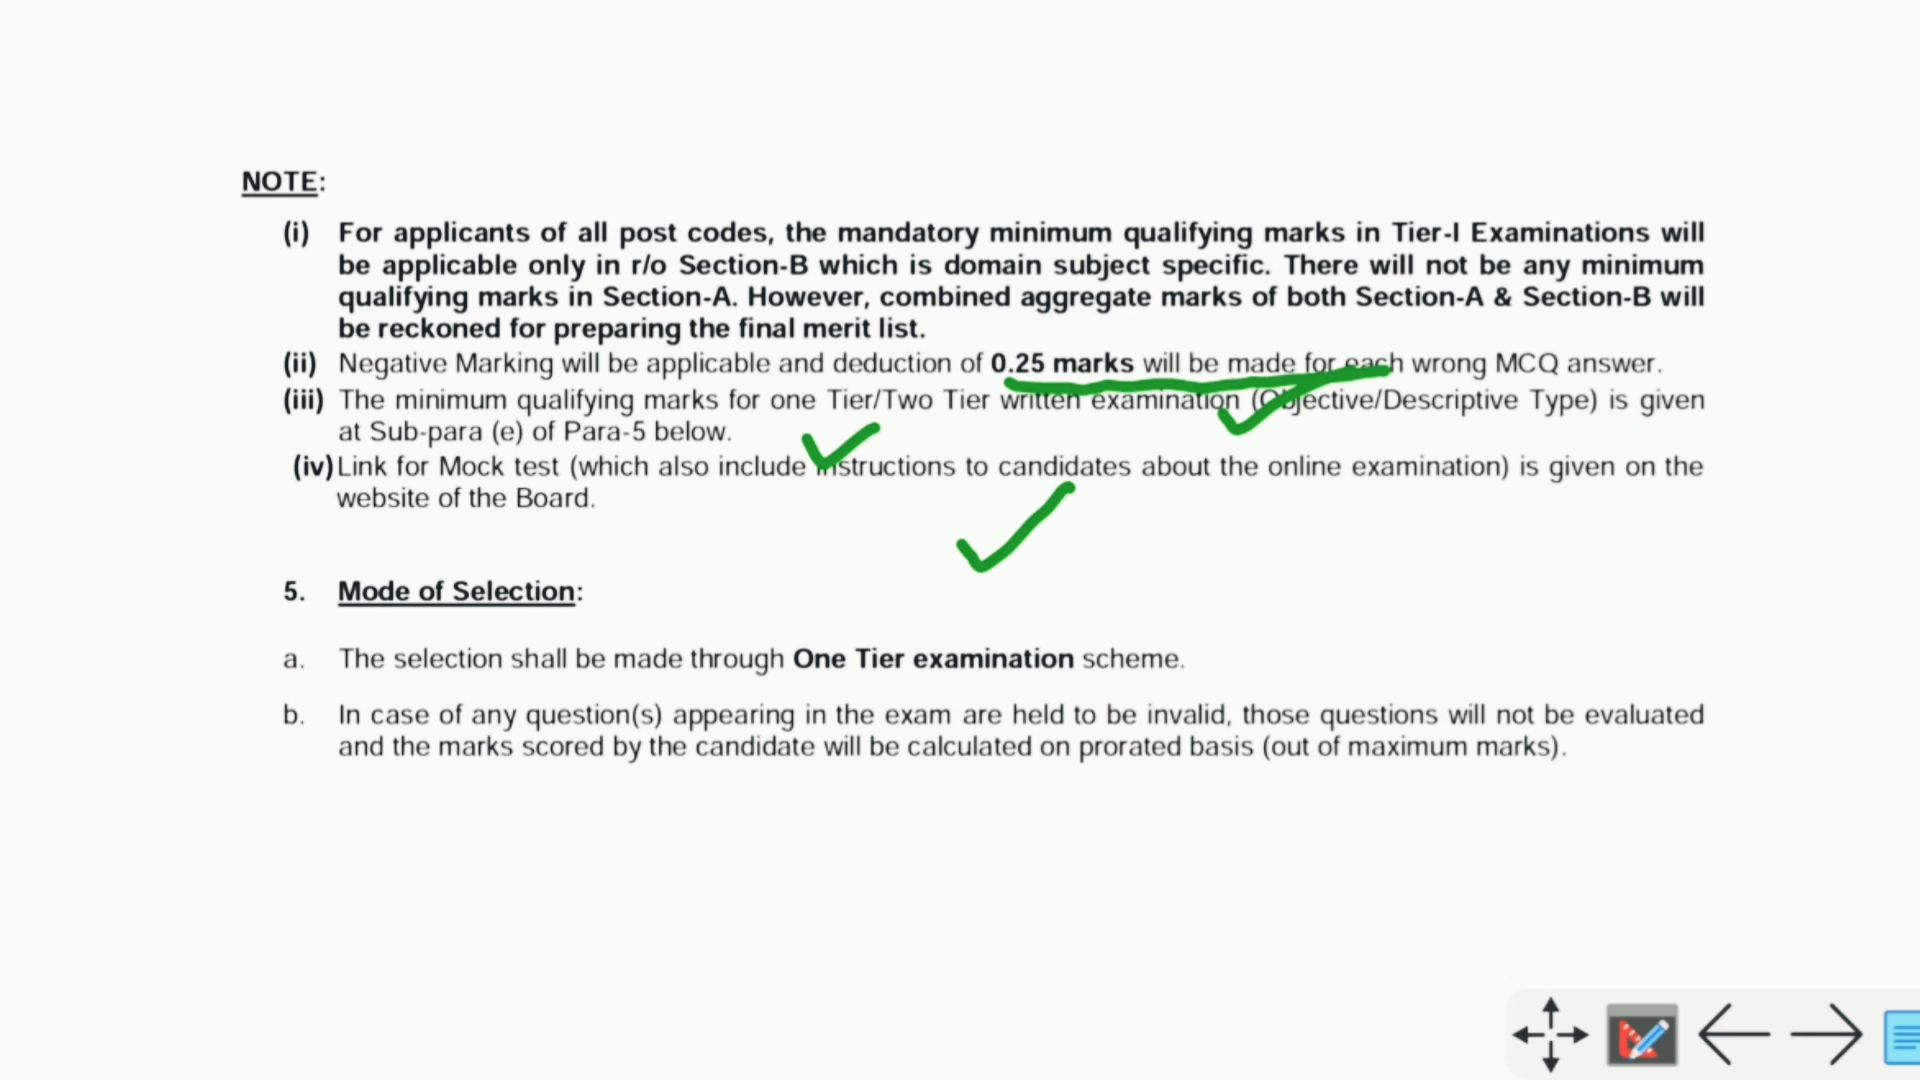 NOTE:
(i) For applicants of all post codes, the mandatory minimum qualifying marks in Tier-I Examinations will
be applicable only in r/o Section-B which is domain subject specific. There will not be any minimum
qualifying marks in Section-A. However, combined aggregate marks of both Section-A & Section-B will
be reckoned for preparing the final merit list.
(ii) Negative Marking will be applicable and deduction of 0.25 marks will be made for each wrong MCQ answer.
(iii) The minimum qualifying marks for one Tier/Two Tier written examination (Objective/Descriptive Type) is given
at Sub-para (e) of Para-5 below.
(iv) Link for Mock test (which also include instructions to candidates about the online examination) is given on the
website of the Board.
5. Mode of Selection:
a. The selection shall be made through One Tier examination scheme.
b. In case of any question(s) appearing in the exam are held to be invalid, those questions will not be evaluated
and the marks scored by the candidate will be calculated on prorated basis (out of maximum marks).